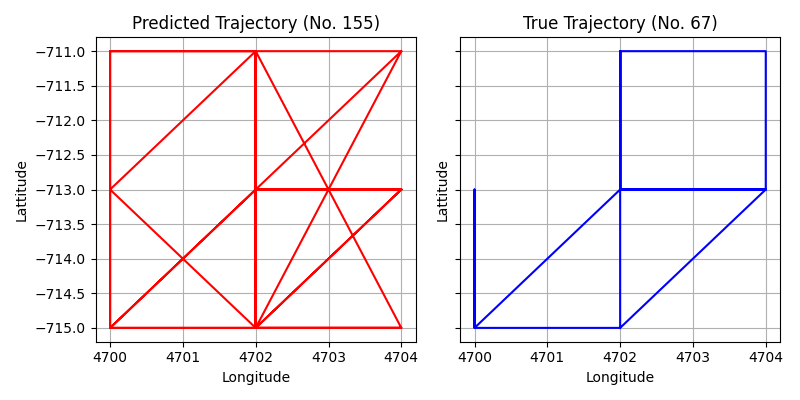 Predicted Trajectory (No. 155)
True Trajectory (No. 67)
−711.0
−711.5
−712.0
−712.5
−713.0
−713.5
−714.0
−714.5
−715.0
Lattitude
Lattitude
4700 4701 4702 4703 4704
4700 4701 4702 4703 4704
Longitude
Longitude